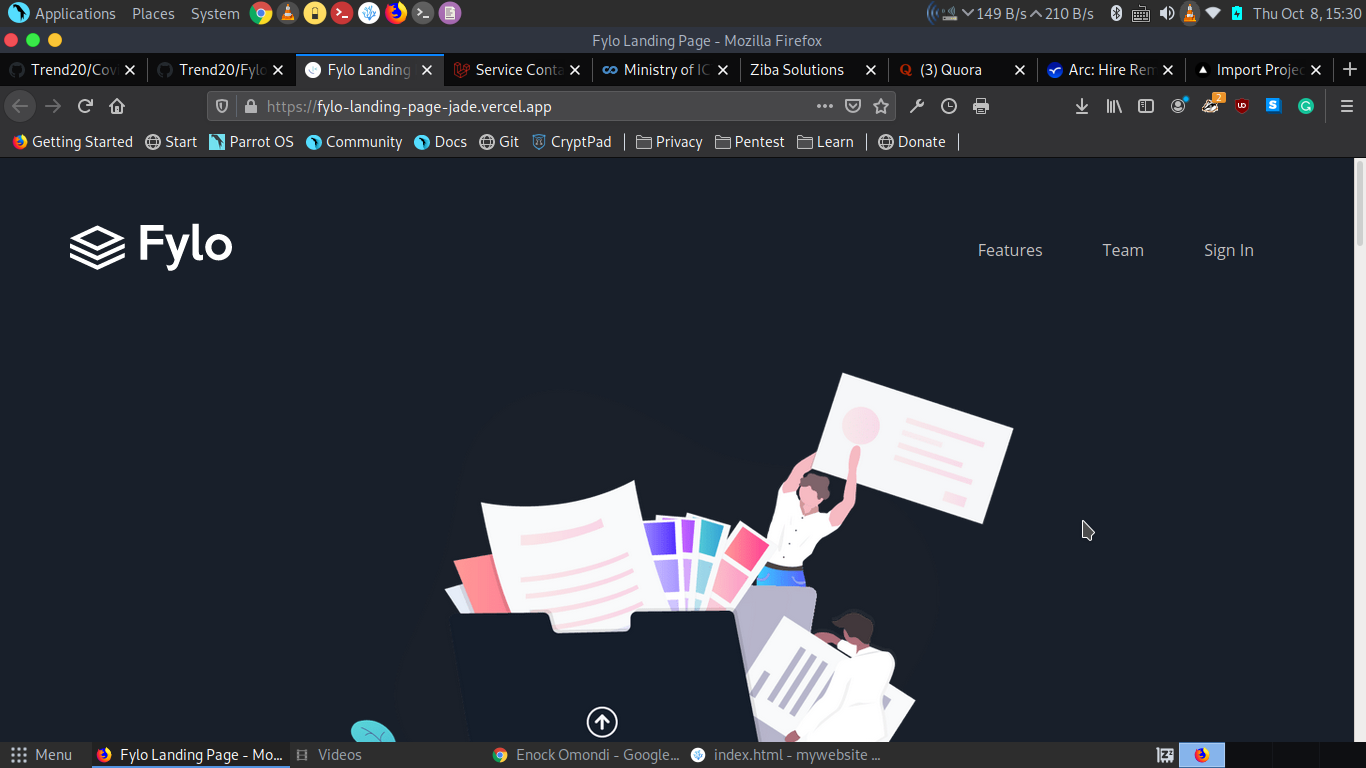 Applications Places System 149 B/s 210 B/s Thu Oct 8, 15:30
Fylo Landing Page - Mozilla Firefox
Trend20/Cov Trend20/Fylo Fylo Landing Service Conta Ministry of IC Ziba Solutions (3) Quora Arc: Hire Rem Import Projec
https://fylo-landing-page-jade.vercel.app 2
Getting Started Start Parrot OS Community Docs Git CryptPad Privacy Pentest Learn Donate
Fylo Features Team Sign In
Menu Fylo Landing Page - Mo... Videos Enock Omondi - Google... index.html - mywebsite ...